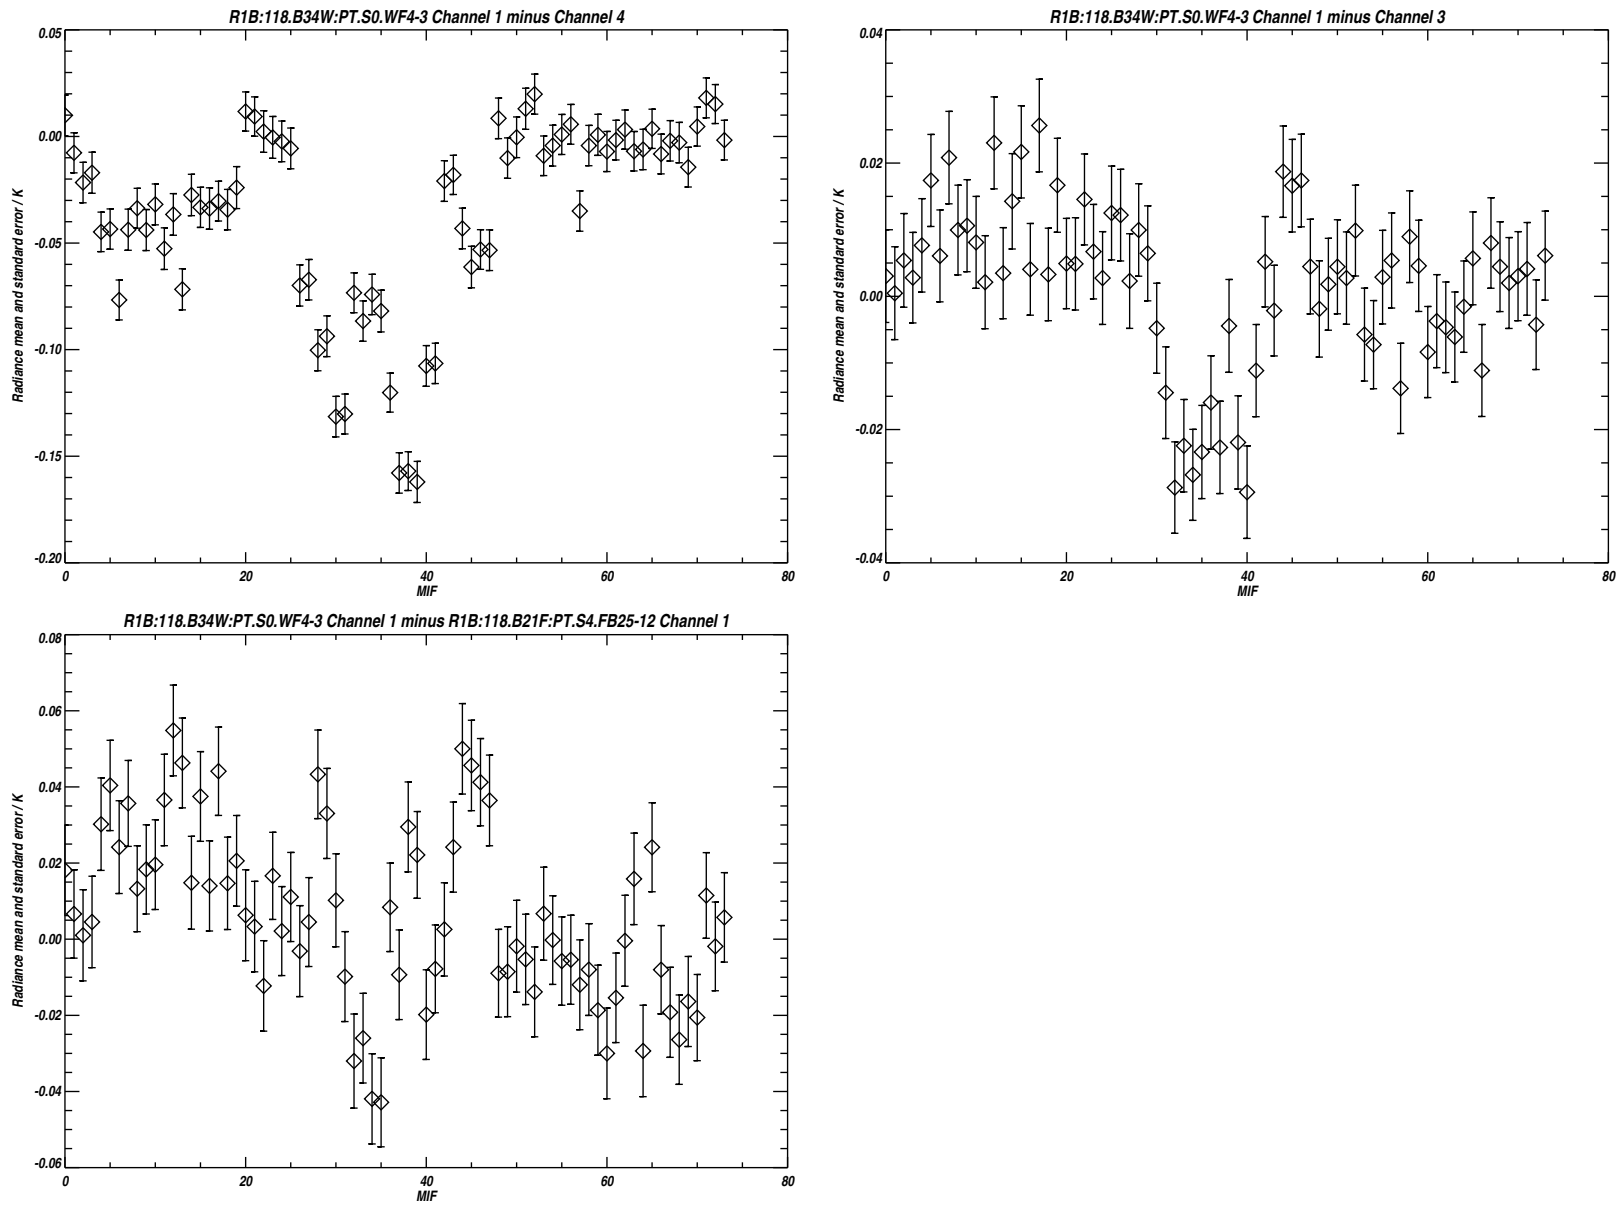 R1B:118.B34W:PT.S0.WF4-3 Channel 1 minus Channel 4
0.05
0.00
-0.05
-0.10
-0.15
-0.20
Radiance mean and standard error / K
0 20 40 60 80
MIF
R1B:118.B34W:PT.S0.WF4-3 Channel 1 minus Channel 3
0.04
0.02
0.00
-0.02
-0.04
Radiance mean and standard error / K
0 20 40 60 80
MIF
R1B:118.B34W:PT.S0.WF4-3 Channel 1 minus R1B:118.B21F:PT.S4.FB25-12 Channel 1
0.08
0.06
0.04
0.02
0.00
-0.02
-0.04
-0.06
Radiance mean and standard error / K
0 20 40 60 80
MIF